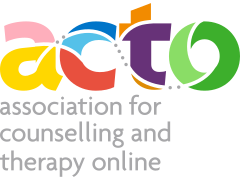 acto
association for
counselling and
therapy online